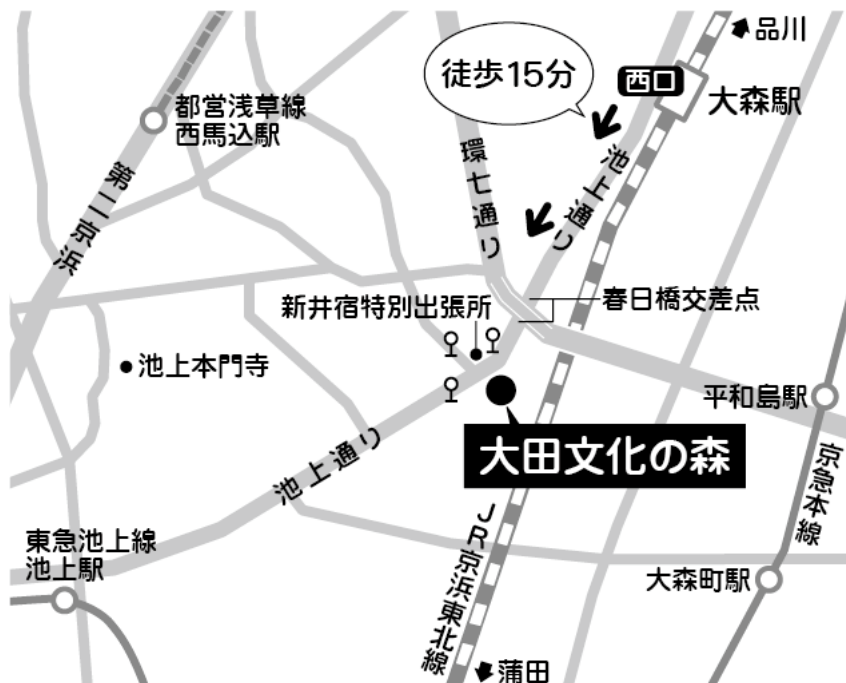 品川
徒歩15分
西口
大森駅
都営浅草線
西馬込駅
環七通り
池上通り
第二京浜
新井宿特別出張所
春日橋交差点
池上本門寺
平和島駅
大田文化の森
池上通り
京急本線
JR京浜東北線
東急池上線
池上駅
大森町駅
蒲田